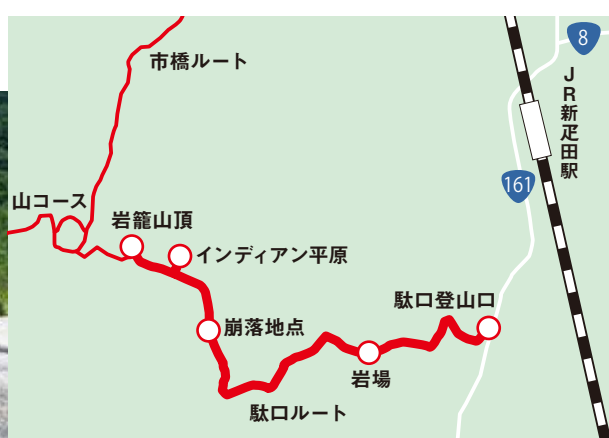 市橋ルート
8
JR新疋田駅
161
山コース
岩籠山頂
インディアン平原
駄口登山口
崩落地点
岩場
駄口ルート